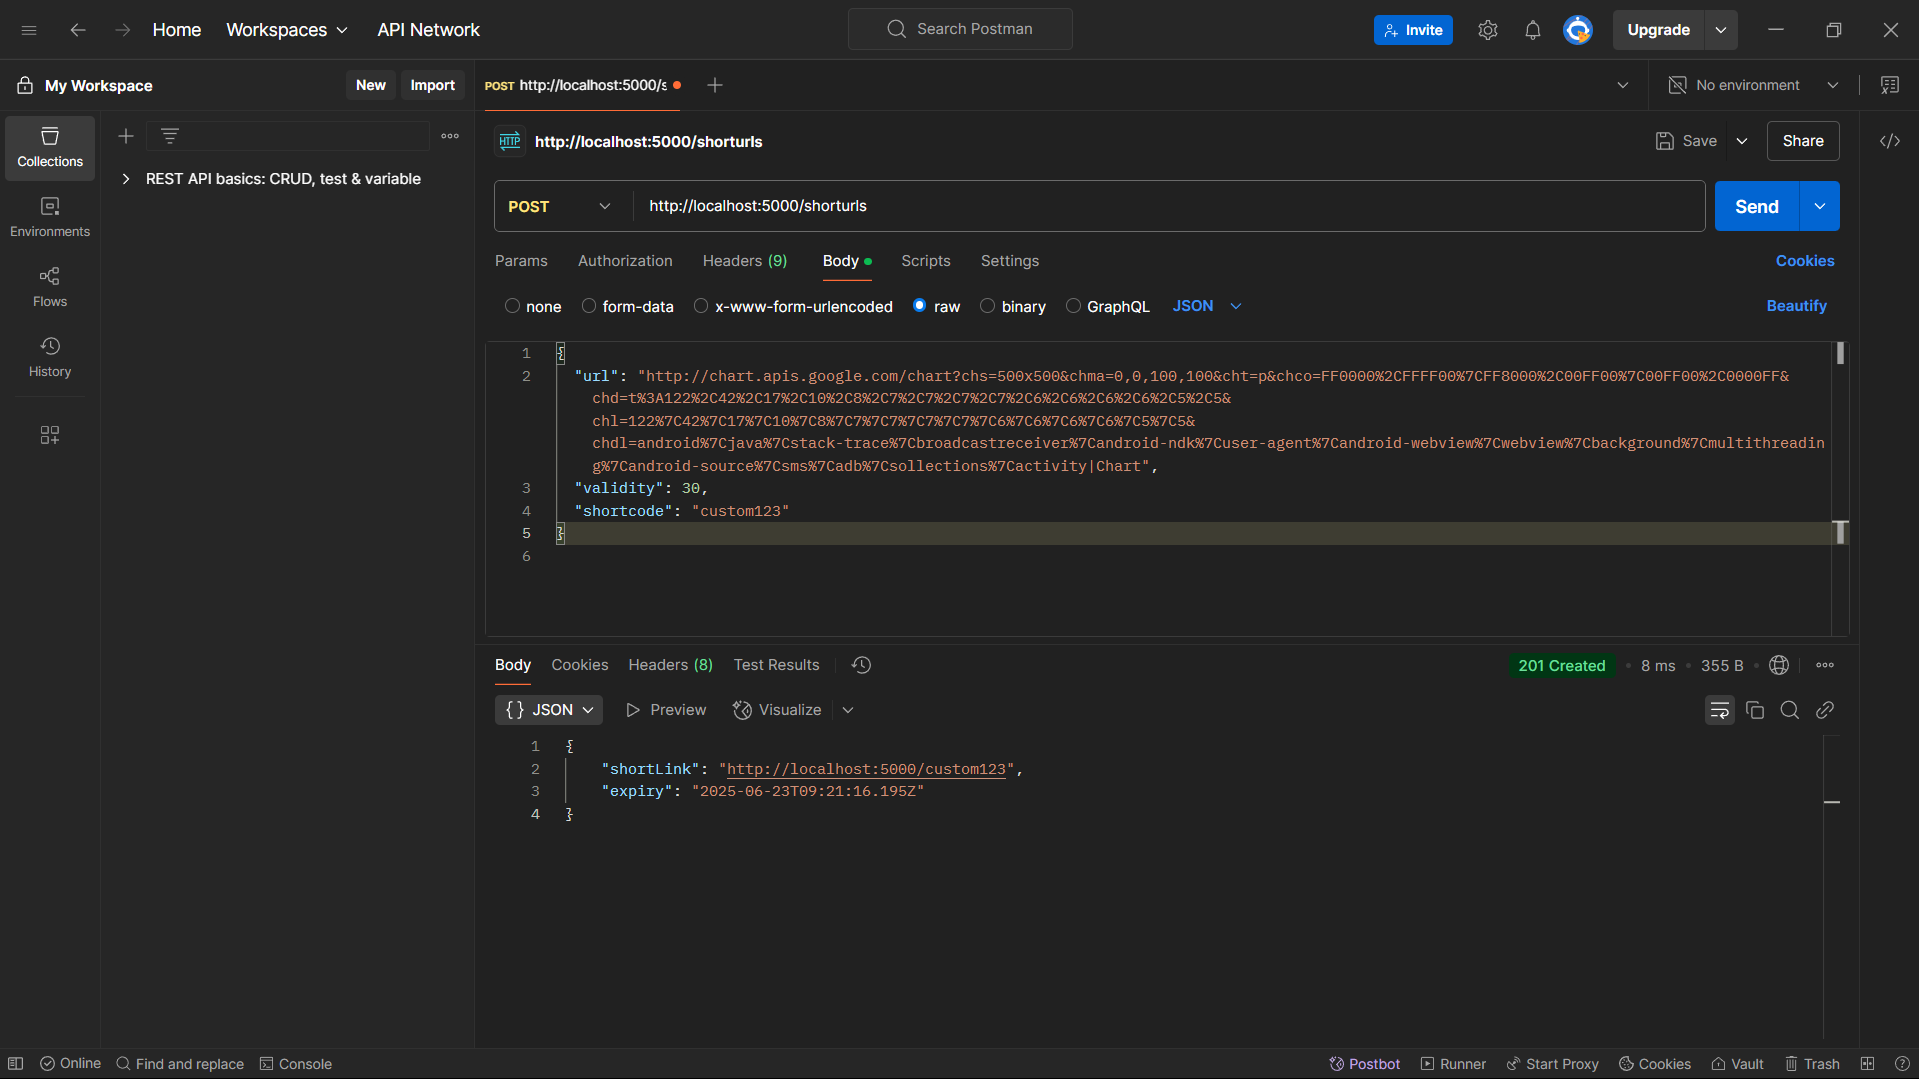 Home Workspaces API Network Search Postman Invite Upgrade
My Workspace New Import POST http://localhost:5000/s No environment
HTTP http://localhost:5000/shorturls Save Share
Collections
REST API basics: CRUD, test & variable
Environments
Flows
History
POST http://localhost:5000/shorturls Send
Params Authorization Headers (9) Body Scripts Settings Cookies
none form-data x-www-form-urlencoded raw binary GraphQL JSON Beautify
1 {
2 "url": "http://chart.apis.google.com/chart?chs=500x500&chma=0,0,100,100&cht=p&chco=FF0000%2CFFFF00%7CFF8000%2C00FF00%7C00FF00%2C0000FF&
chd=t%3A122%2C42%2C17%2C10%2C8%2C7%2C7%2C7%2C7%2C6%2C6%2C6%2C6%2C5%2C5&
chl=122%7C42%7C17%7C10%7C8%7C7%7C7%7C7%7C7%7C6%7C6%7C6%7C6%7C5%7C5&
chdl=android%7Cjava%7Cstack-trace%7Cbroadcastreceiver%7Candroid-ndk%7Cuser-agent%7Candroid-webview%7Cwebview%7Cbackground%7Cmultithreadin
g%7Candroid-source%7Csms%7Cadb%7Csollections%7Cactivity|Chart",
3 "validity": 30,
4 "shortcode": "custom123"
5 }
6
Body Cookies Headers (8) Test Results 201 Created 8 ms 355 B
{} JSON Preview Visualize
1 {
2 "shortLink": "http://localhost:5000/custom123",
3 "expiry": "2025-06-23T09:21:16.195Z"
4 }
Online Find and replace Console Postbot Runner Start Proxy Cookies Vault Trash